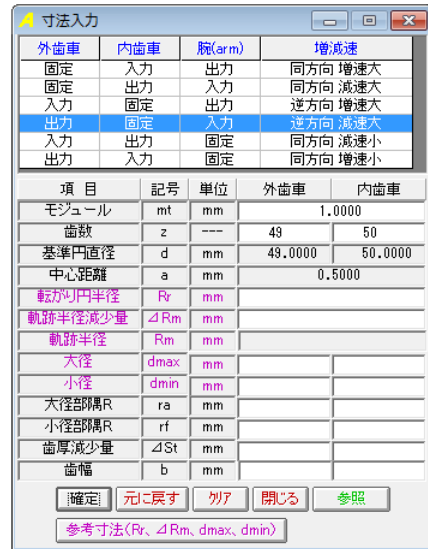 寸法入力
外歯車 内歯車 腕(arm) 増減速
固定 入力 出力 同方向 増速大
固定 出力 入力 同方向 減速大
入力 固定 出力 逆方向 増速大
出力 固定 入力 逆方向 減速大
入力 出力 固定 同方向 減速小
出力 入力 固定 同方向 増速小
項 目 記号 単位 外歯車 内歯車
モジュール mt mm 1.0000
歯数 z --- 49 50
基準円直径 d mm 49.0000 50.0000
中心距離 a mm 0.5000
転がり円半径 Rr mm
軌跡半径減少量 ⊿Rm mm
軌跡半径 Rm mm
大径 dmax mm
小径 dmin mm
大径部隅R ra mm
小径部隅R rf mm
歯厚減少量 ⊿St mm
歯幅 b mm
確定 元に戻す クリア 閉じる 参照
参考寸法(Rr、⊿Rm、dmax、dmin)